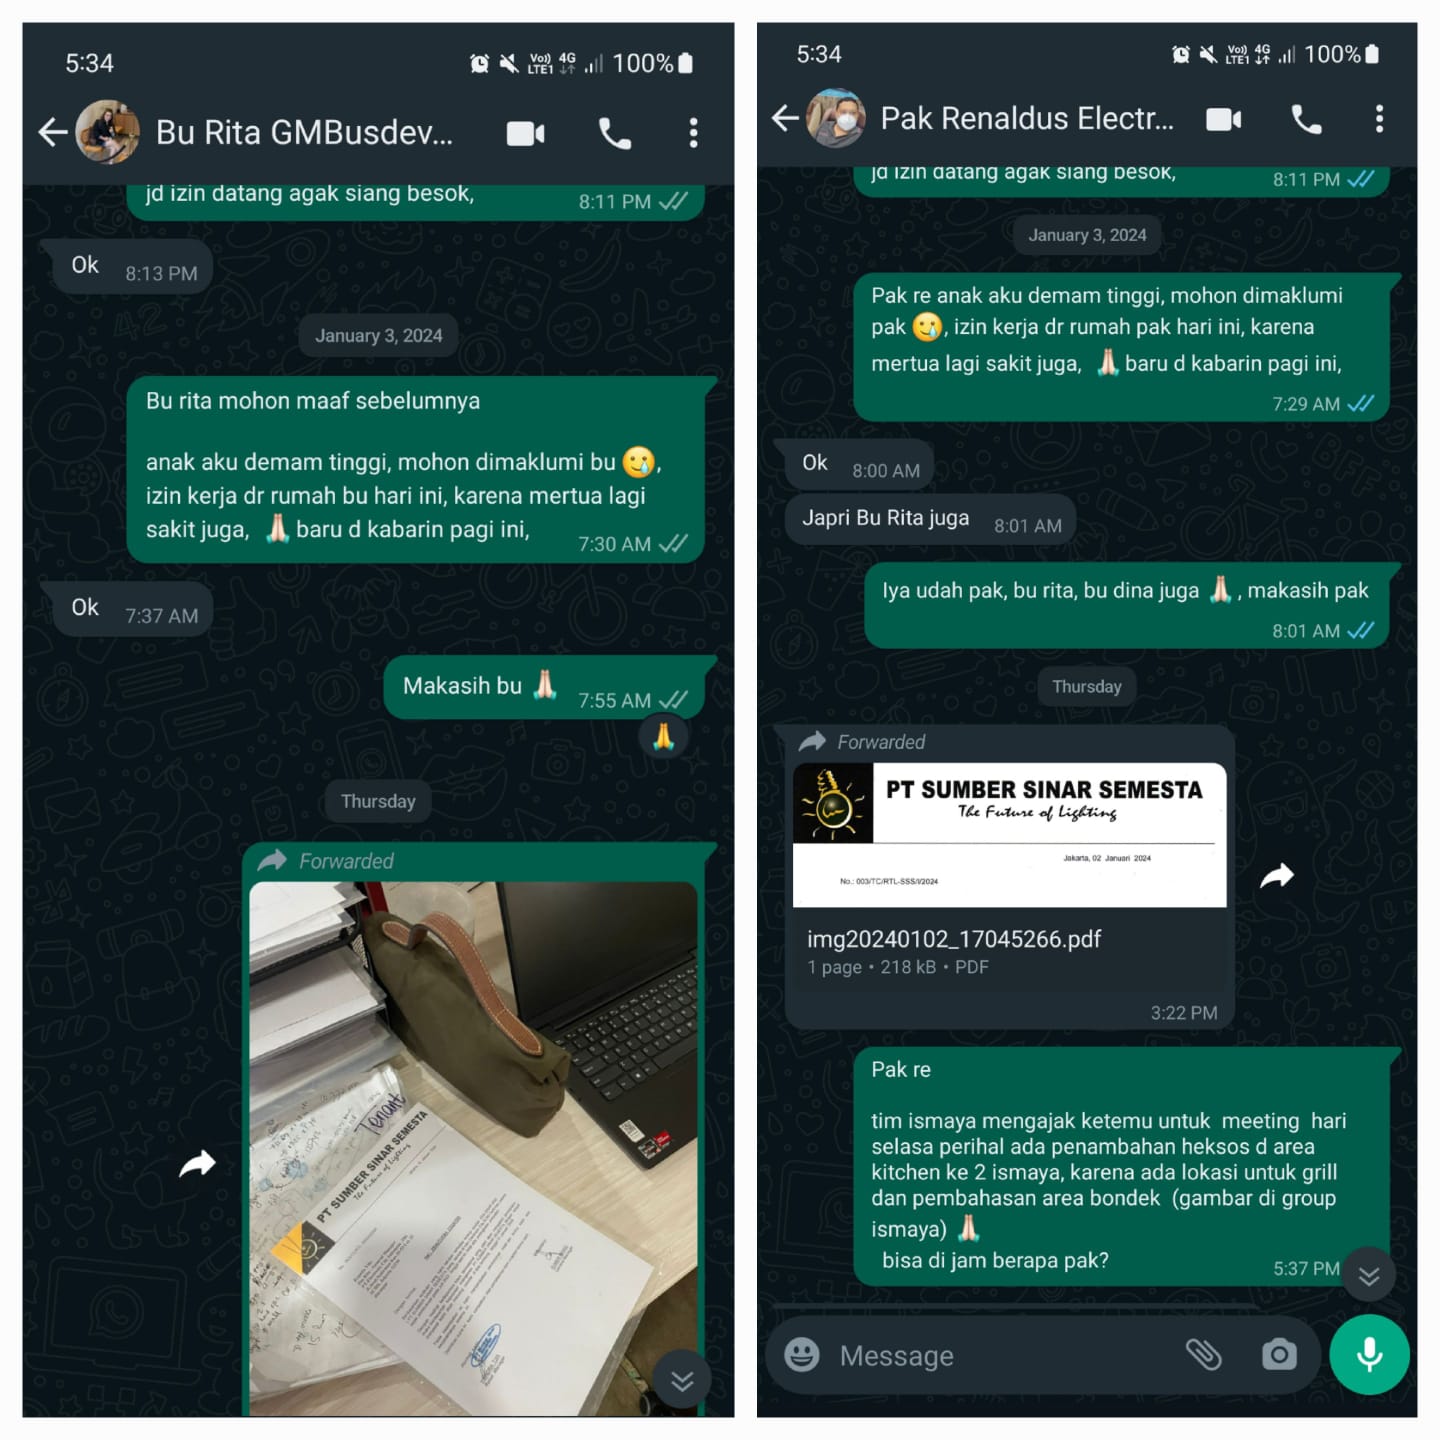 5:34
Vo)) 4G
LTE1
100%
Bu Rita GMBusdev...
jd izin datang agak siang besok,
8:11 PM
Ok
8:13 PM
January 3, 2024
Bu rita mohon maaf sebelumnya
anak aku demam tinggi, mohon dimaklumi bu 🥲,
izin kerja dr rumah bu hari ini, karena mertua lagi
sakit juga, 🙏🏻 baru d kabarin pagi ini,
7:30 AM
Ok
7:37 AM
Makasih bu 🙏🏻
7:55 AM
🙏
Thursday
Forwarded
Tenant
PT SUMBER SINAR SEMESTA
The Future of Lighting
5:34
Vo)) 4G
LTE1
100%
Pak Renaldus Electr...
jd izin datang agak siang besok,
8:11 PM
January 3, 2024
Pak re anak aku demam tinggi, mohon dimaklumi
pak 🥲, izin kerja dr rumah pak hari ini, karena
mertua lagi sakit juga, 🙏🏻 baru d kabarin pagi ini,
7:29 AM
Ok
8:00 AM
Japri Bu Rita juga
8:01 AM
Iya udah pak, bu rita, bu dina juga 🙏🏻, makasih pak
8:01 AM
Thursday
Forwarded
PT SUMBER SINAR SEMESTA
The Future of Lighting
Jakarta, 02 Januari 2024
No.: 003/TC/RTL-SSS/I/2024
img20240102_17045266.pdf
1 page • 218 kB • PDF
3:22 PM
Pak re
tim ismaya mengajak ketemu untuk meeting hari
selasa perihal ada penambahan heksos d area
kitchen ke 2 ismaya, karena ada lokasi untuk grill
dan pembahasan area bondek (gambar di group
ismaya) 🙏🏻
bisa di jam berapa pak?
5:37 PM
Message